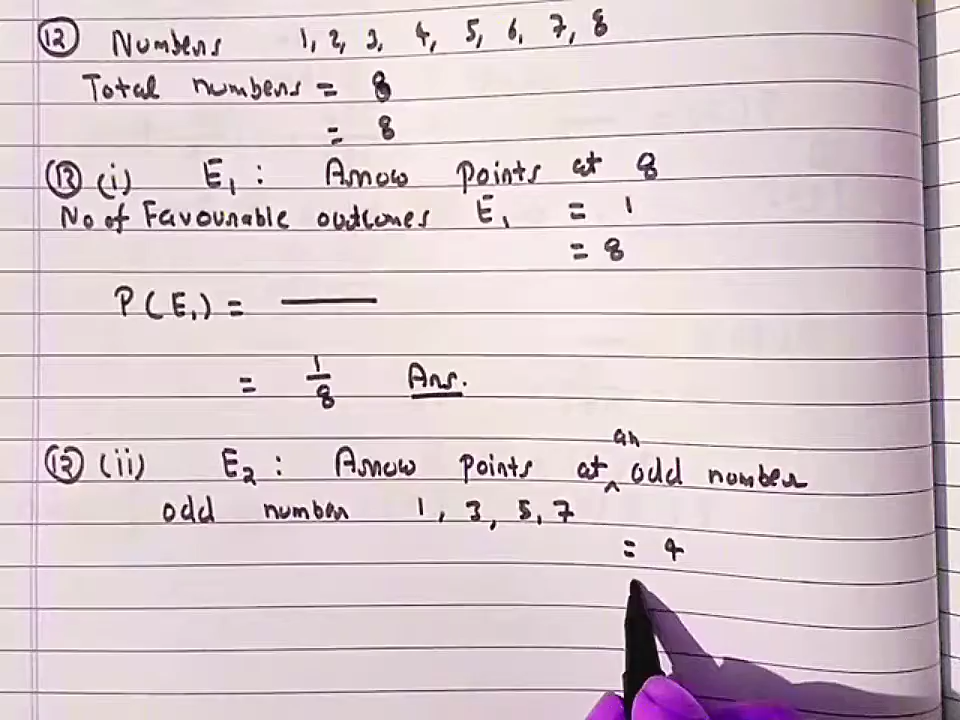 12 Numbers 1, 2, 3, 4, 5, 6, 7, 8
Total numbers = 8
= 8
12 (i) E1 : Arrow points at 8
No of Favourable outcomes E1 = 1
= 8
P(E1) = ———
= 1/8 Ans.
12 (ii) E2 : Arrow points at an odd number
odd number 1, 3, 5, 7
= 4